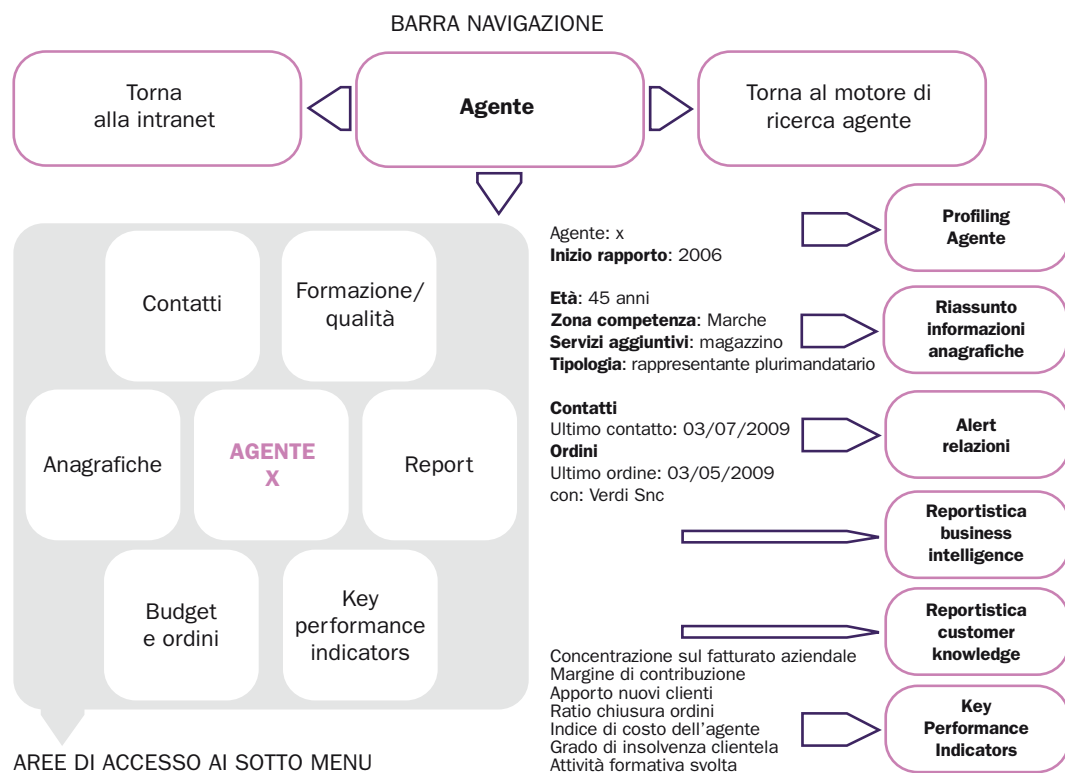 BARRA NAVIGAZIONE
Torna
alla intranet
Agente
Torna al motore di
ricerca agente
Contatti
Formazione/
qualità
Anagrafiche
AGENTE
X
Report
Budget
e ordini
Key
performance
indicators
AREE DI ACCESSO AI SOTTO MENU
Agente: x
Inizio rapporto: 2006
Profiling
Agente
Età: 45 anni
Zona competenza: Marche
Servizi aggiuntivi: magazzino
Tipologia: rappresentante plurimandatario
Riassunto
informazioni
anagrafiche
Contatti
Ultimo contatto: 03/07/2009
Ordini
Ultimo ordine: 03/05/2009
con: Verdi Snc
Alert
relazioni
Reportistica
business
intelligence
Reportistica
customer
knowledge
Concentrazione sul fatturato aziendale
Margine di contribuzione
Apporto nuovi clienti
Ratio chiusura ordini
Indice di costo dell'agente
Grado di insolvenza clientela
Attività formativa svolta
Key
Performance
Indicators